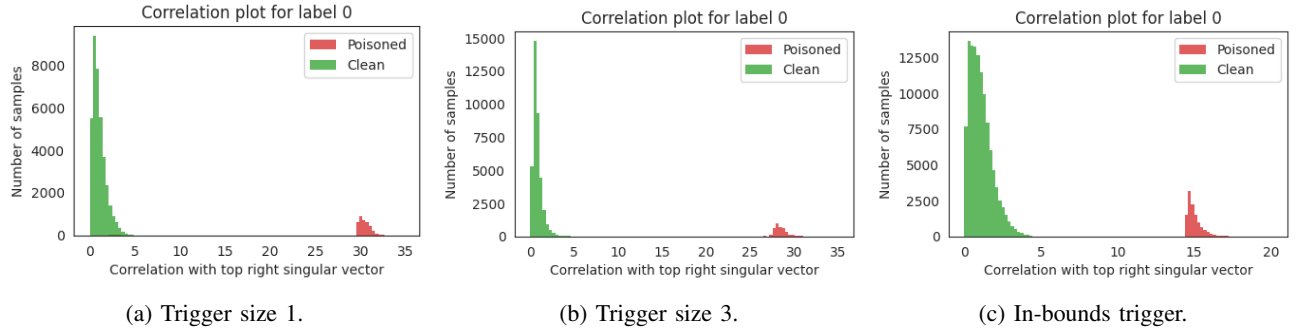 Correlation plot for label 0
Number of samples
8000
6000
4000
2000
0
Poisoned
Clean
0 5 10 15 20 25 30 35
Correlation with top right singular vector
(a) Trigger size 1.
Correlation plot for label 0
Number of samples
15000
12500
10000
7500
5000
2500
0
Poisoned
Clean
0 5 10 15 20 25 30 35
Correlation with top right singular vector
(b) Trigger size 3.
Correlation plot for label 0
Number of samples
12500
10000
7500
5000
2500
0
Poisoned
Clean
0 5 10 15 20
Correlation with top right singular vector
(c) In-bounds trigger.